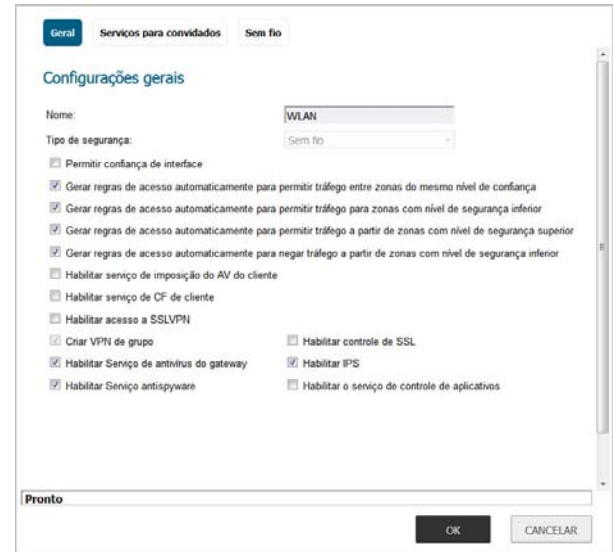 Geral Serviços para convidados Sem fio
Configurações gerais
Nome: WLAN
Tipo de segurança: Sem fio
Permitir confiança de interface
Gerar regras de acesso automaticamente para permitir tráfego entre zonas do mesmo nível de confiança
Gerar regras de acesso automaticamente para permitir tráfego para zonas com nível de segurança inferior
Gerar regras de acesso automaticamente para permitir tráfego a partir de zonas com nível de segurança superior
Gerar regras de acesso automaticamente para negar tráfego a partir de zonas com nível de segurança inferior
Habilitar serviço de imposição do AV do cliente
Habilitar serviço de CF de cliente
Habilitar acesso a SSLVPN
Criar VPN de grupo Habilitar controle de SSL
Habilitar Serviço de antivírus do gateway Habilitar IPS
Habilitar Serviço antispyware Habilitar o serviço de controle de aplicativos
Pronto
OK CANCELAR